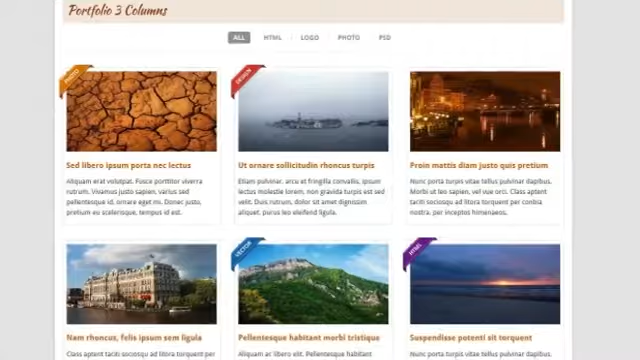 Portfolio 3 Columns
ALL HTML LOGO PHOTO PSD
PHOTO DESIGN
Sed libero ipsum porta nec lectus
Aliquam erat volutpat. Fusce porttitor viverra
rutrum. Vivamus justo sapien, varius sed
pellentesque id, ornare eget mi. Donec justo,
pretium eu scelerisque, tempus id est.
Ut ornare sollicitudin rhoncus turpis
Etiam pulvinar, arcu et fringilla convallis, ipsum
lectus molestie lorem, non gravida turpis est sed
velit. Duis rutrum, dolor sit amet dignissim
aliquet, purus leo eleifend ligula.
Proin mattis diam justo quis pretium
Nunc porta turpis vitae tellus pulvinar dapibus.
Morbi ut leo sapien, vel vue orci. Class aptent
taciti sociosqu ad litora torquent per conbia
nostra, per inceptos himenaeos.
VECTOR HTML
Nam rhoncus, felis ipsum sem ligula
Class aptent taciti sociosqu ad litora torquent per
Pellentesque habitant morbi tristique
Aliquam ac libero elit. Pellentesque habitant
Suspendisse potenti sit torquent
Nunc porta turpis vitae tellus pulvinar dapibus.